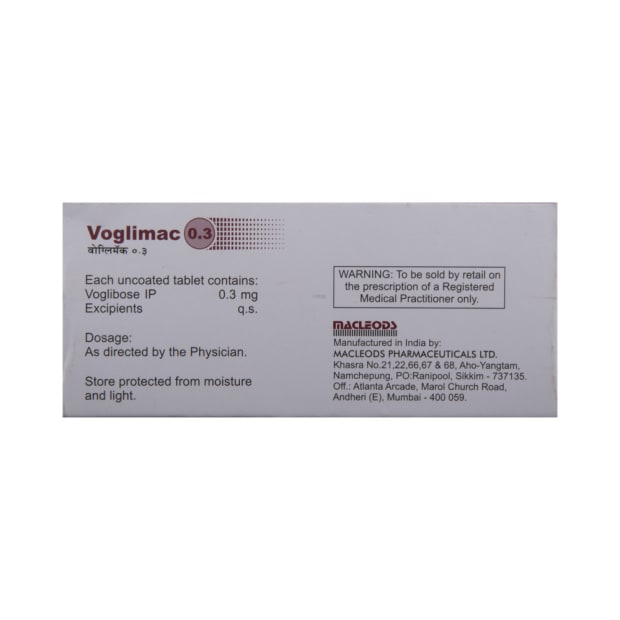 Voglimac 0.3
वोग्लिमॅक ०.३
Each uncoated tablet contains:
Voglibose IP 0.3 mg
Excipients q.s.
Dosage:
As directed by the Physician.
Store protected from moisture
and light.
WARNING: To be sold by retail on
the prescription of a Registered
Medical Practitioner only.
MACLEODS
Manufactured in India by:
MACLEODS PHARMACEUTICALS LTD.
Khasra No.21,22,66,67 & 68, Aho-Yangtam,
Namchepung, PO:Ranipool, Sikkim - 737135.
Off.: Atlanta Arcade, Marol Church Road,
Andheri (E), Mumbai - 400 059.